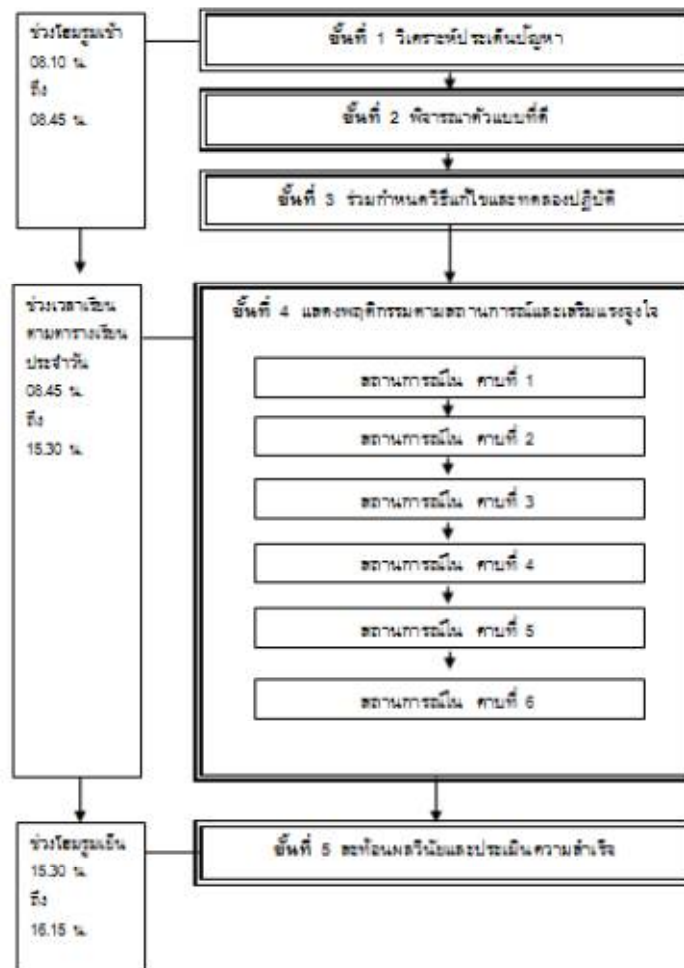 ช่วงโฮมรูมเช้า
08.10 น.
ถึง
08.45 น.
ขั้นที่ 1 วิเคราะห์ประเด็นปัญหา
ขั้นที่ 2 พิจารณาตัวแบบที่ดี
ขั้นที่ 3 ร่วมกำหนดวิธีแก้ไขและทดลองปฏิบัติ
ช่วงเวลาเรียน
ตามตารางเรียน
ประจำวัน
08.45 น.
ถึง
15.30 น.
ขั้นที่ 4 แสดงพฤติกรรมตามสถานการณ์และเสริมแรงจูงใจ
สถานการณ์ใน คาบที่ 1
สถานการณ์ใน คาบที่ 2
สถานการณ์ใน คาบที่ 3
สถานการณ์ใน คาบที่ 4
สถานการณ์ใน คาบที่ 5
สถานการณ์ใน คาบที่ 6
ช่วงโฮมรูมเย็น
15.30 น.
ถึง
16.15 น.
ขั้นที่ 5 สะท้อนผลวินัยและประเมินความสำเร็จ